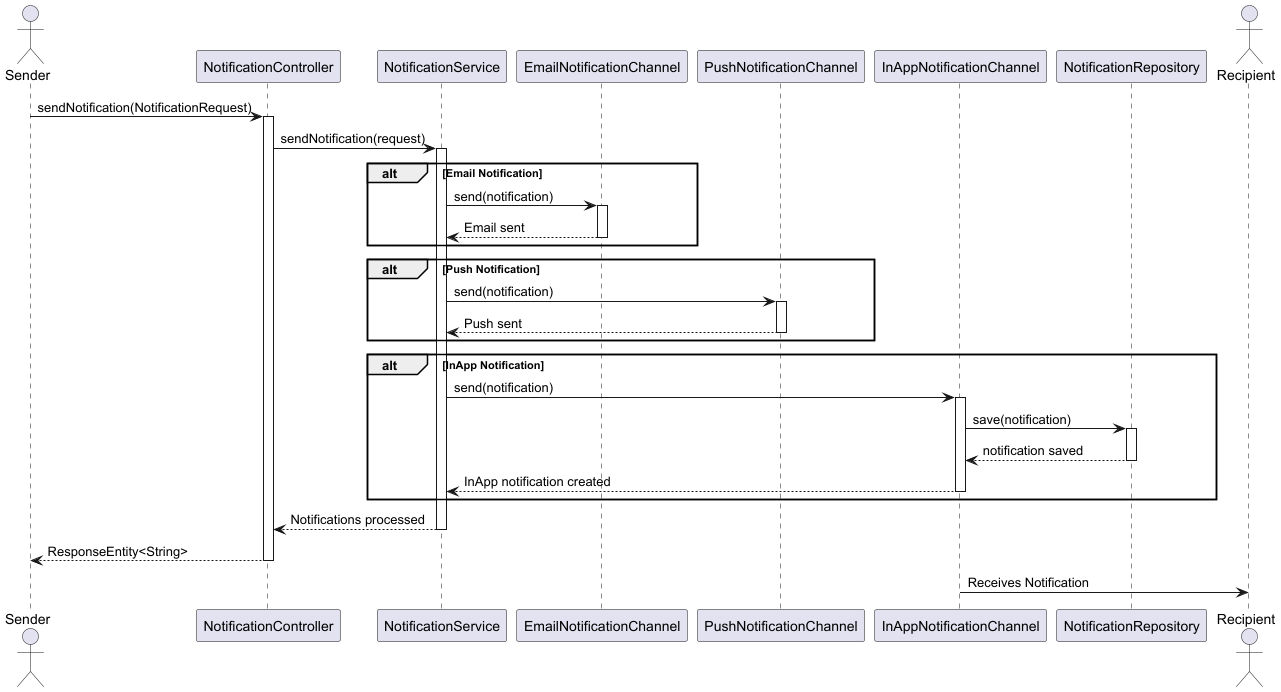 Sender
NotificationController
NotificationService
EmailNotificationChannel
PushNotificationChannel
InAppNotificationChannel
NotificationRepository
Recipient
sendNotification(NotificationRequest)
sendNotification(request)
alt [Email Notification]
send(notification)
Email sent
alt [Push Notification]
send(notification)
Push sent
alt [InApp Notification]
send(notification)
save(notification)
notification saved
InApp notification created
Notifications processed
ResponseEntity<String>
Receives Notification
Sender
NotificationController
NotificationService
EmailNotificationChannel
PushNotificationChannel
InAppNotificationChannel
NotificationRepository
Recipient